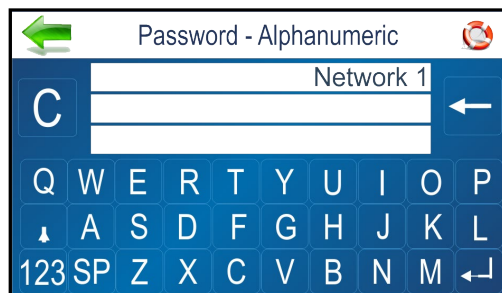 Password - Alphanumeric
Network 1
C
Q W E R T Y U I O P
A S D F G H J K L
123 SP Z X C V B N M